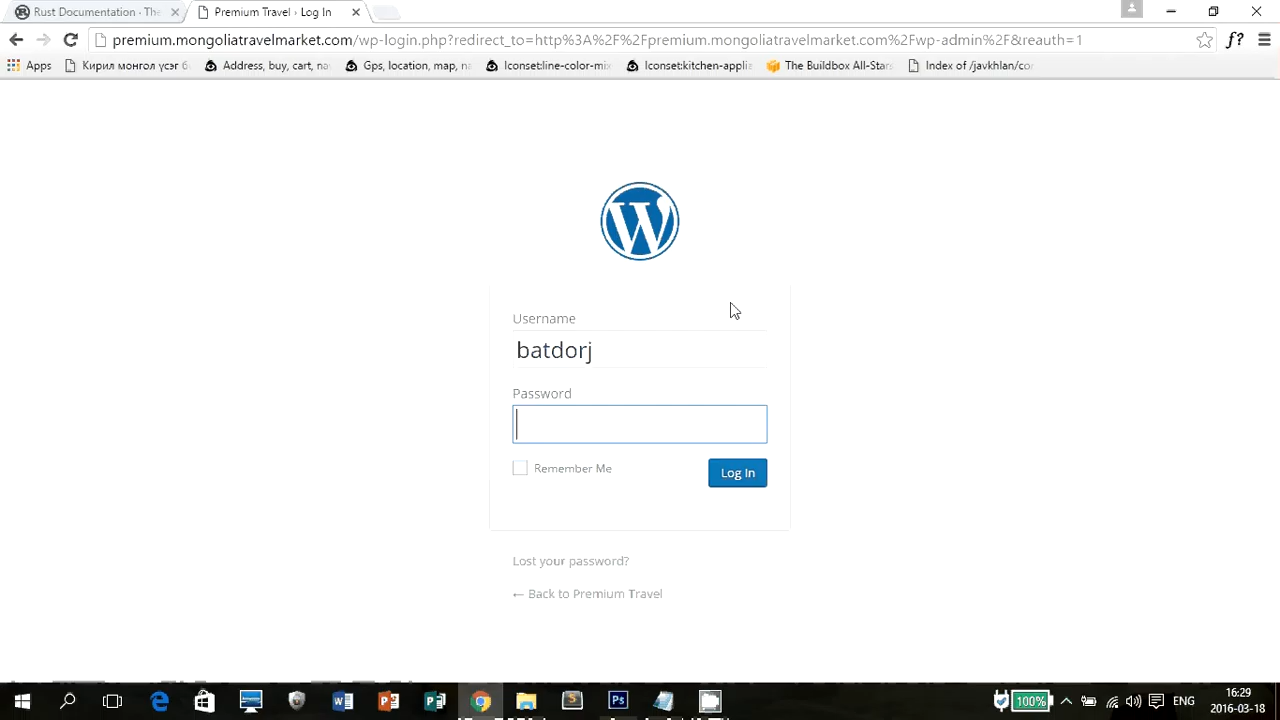 Rust Documentation - The
Premium Travel › Log In
premium.mongoliatravelmarket.com/wp-login.php?redirect_to=http%3A%2F%2Fpremium.mongoliatravelmarket.com%2Fwp-admin%2F&reauth=1
f?
Apps
Кирил монгол үсэг б
Address, buy, cart, na
Gps, location, map, na
Iconset:line-color-mix
Iconset:kitchen-applia
The Buildbox All-Stars
Index of /javkhlan/co
W
Username
batdorj
Password
Remember Me
Log In
Lost your password?
← Back to Premium Travel
100%
ENG
16:29
2016-03-18